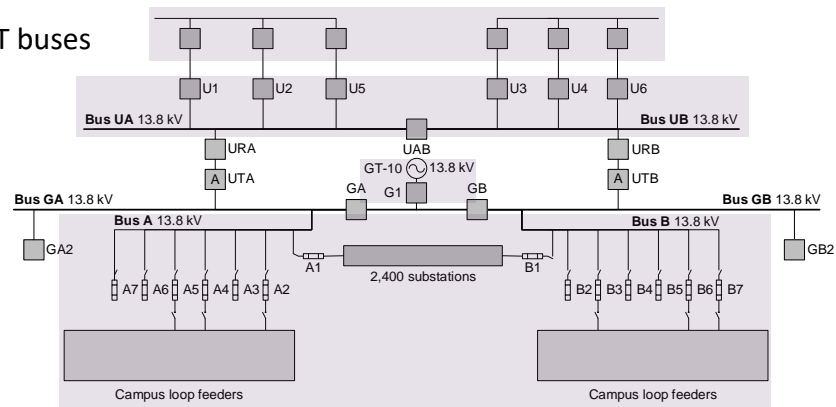 T buses
U1 U2 U5 U3 U4 U6
Bus UA 13.8 kV Bus UB 13.8 kV
UAB
URA URB
GT-10 13.8 kV
A UTA A UTB
G1
GA GB
Bus GA 13.8 kV Bus GB 13.8 kV
Bus A 13.8 kV Bus B 13.8 kV
GA2 GB2
A1 B1
2,400 substations
A7 A6 A5 A4 A3 A2 B2 B3 B4 B5 B6 B7
Campus loop feeders Campus loop feeders